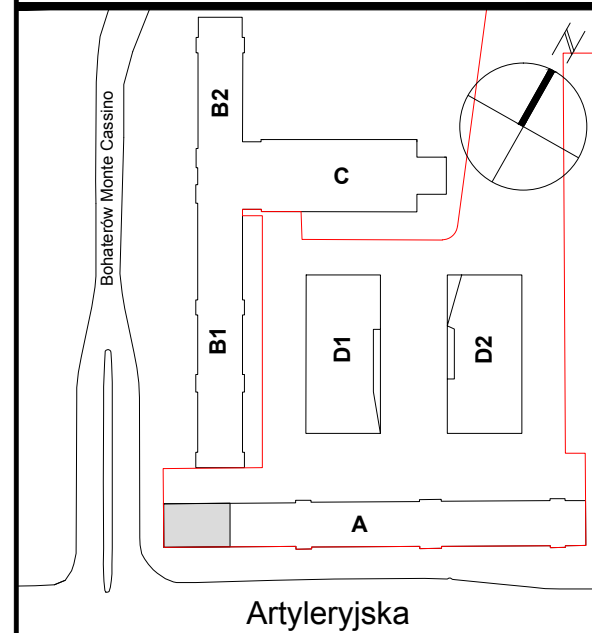 N
B2
C
Bohaterów Monte Cassino
B1
D1
D2
A
Artyleryjska